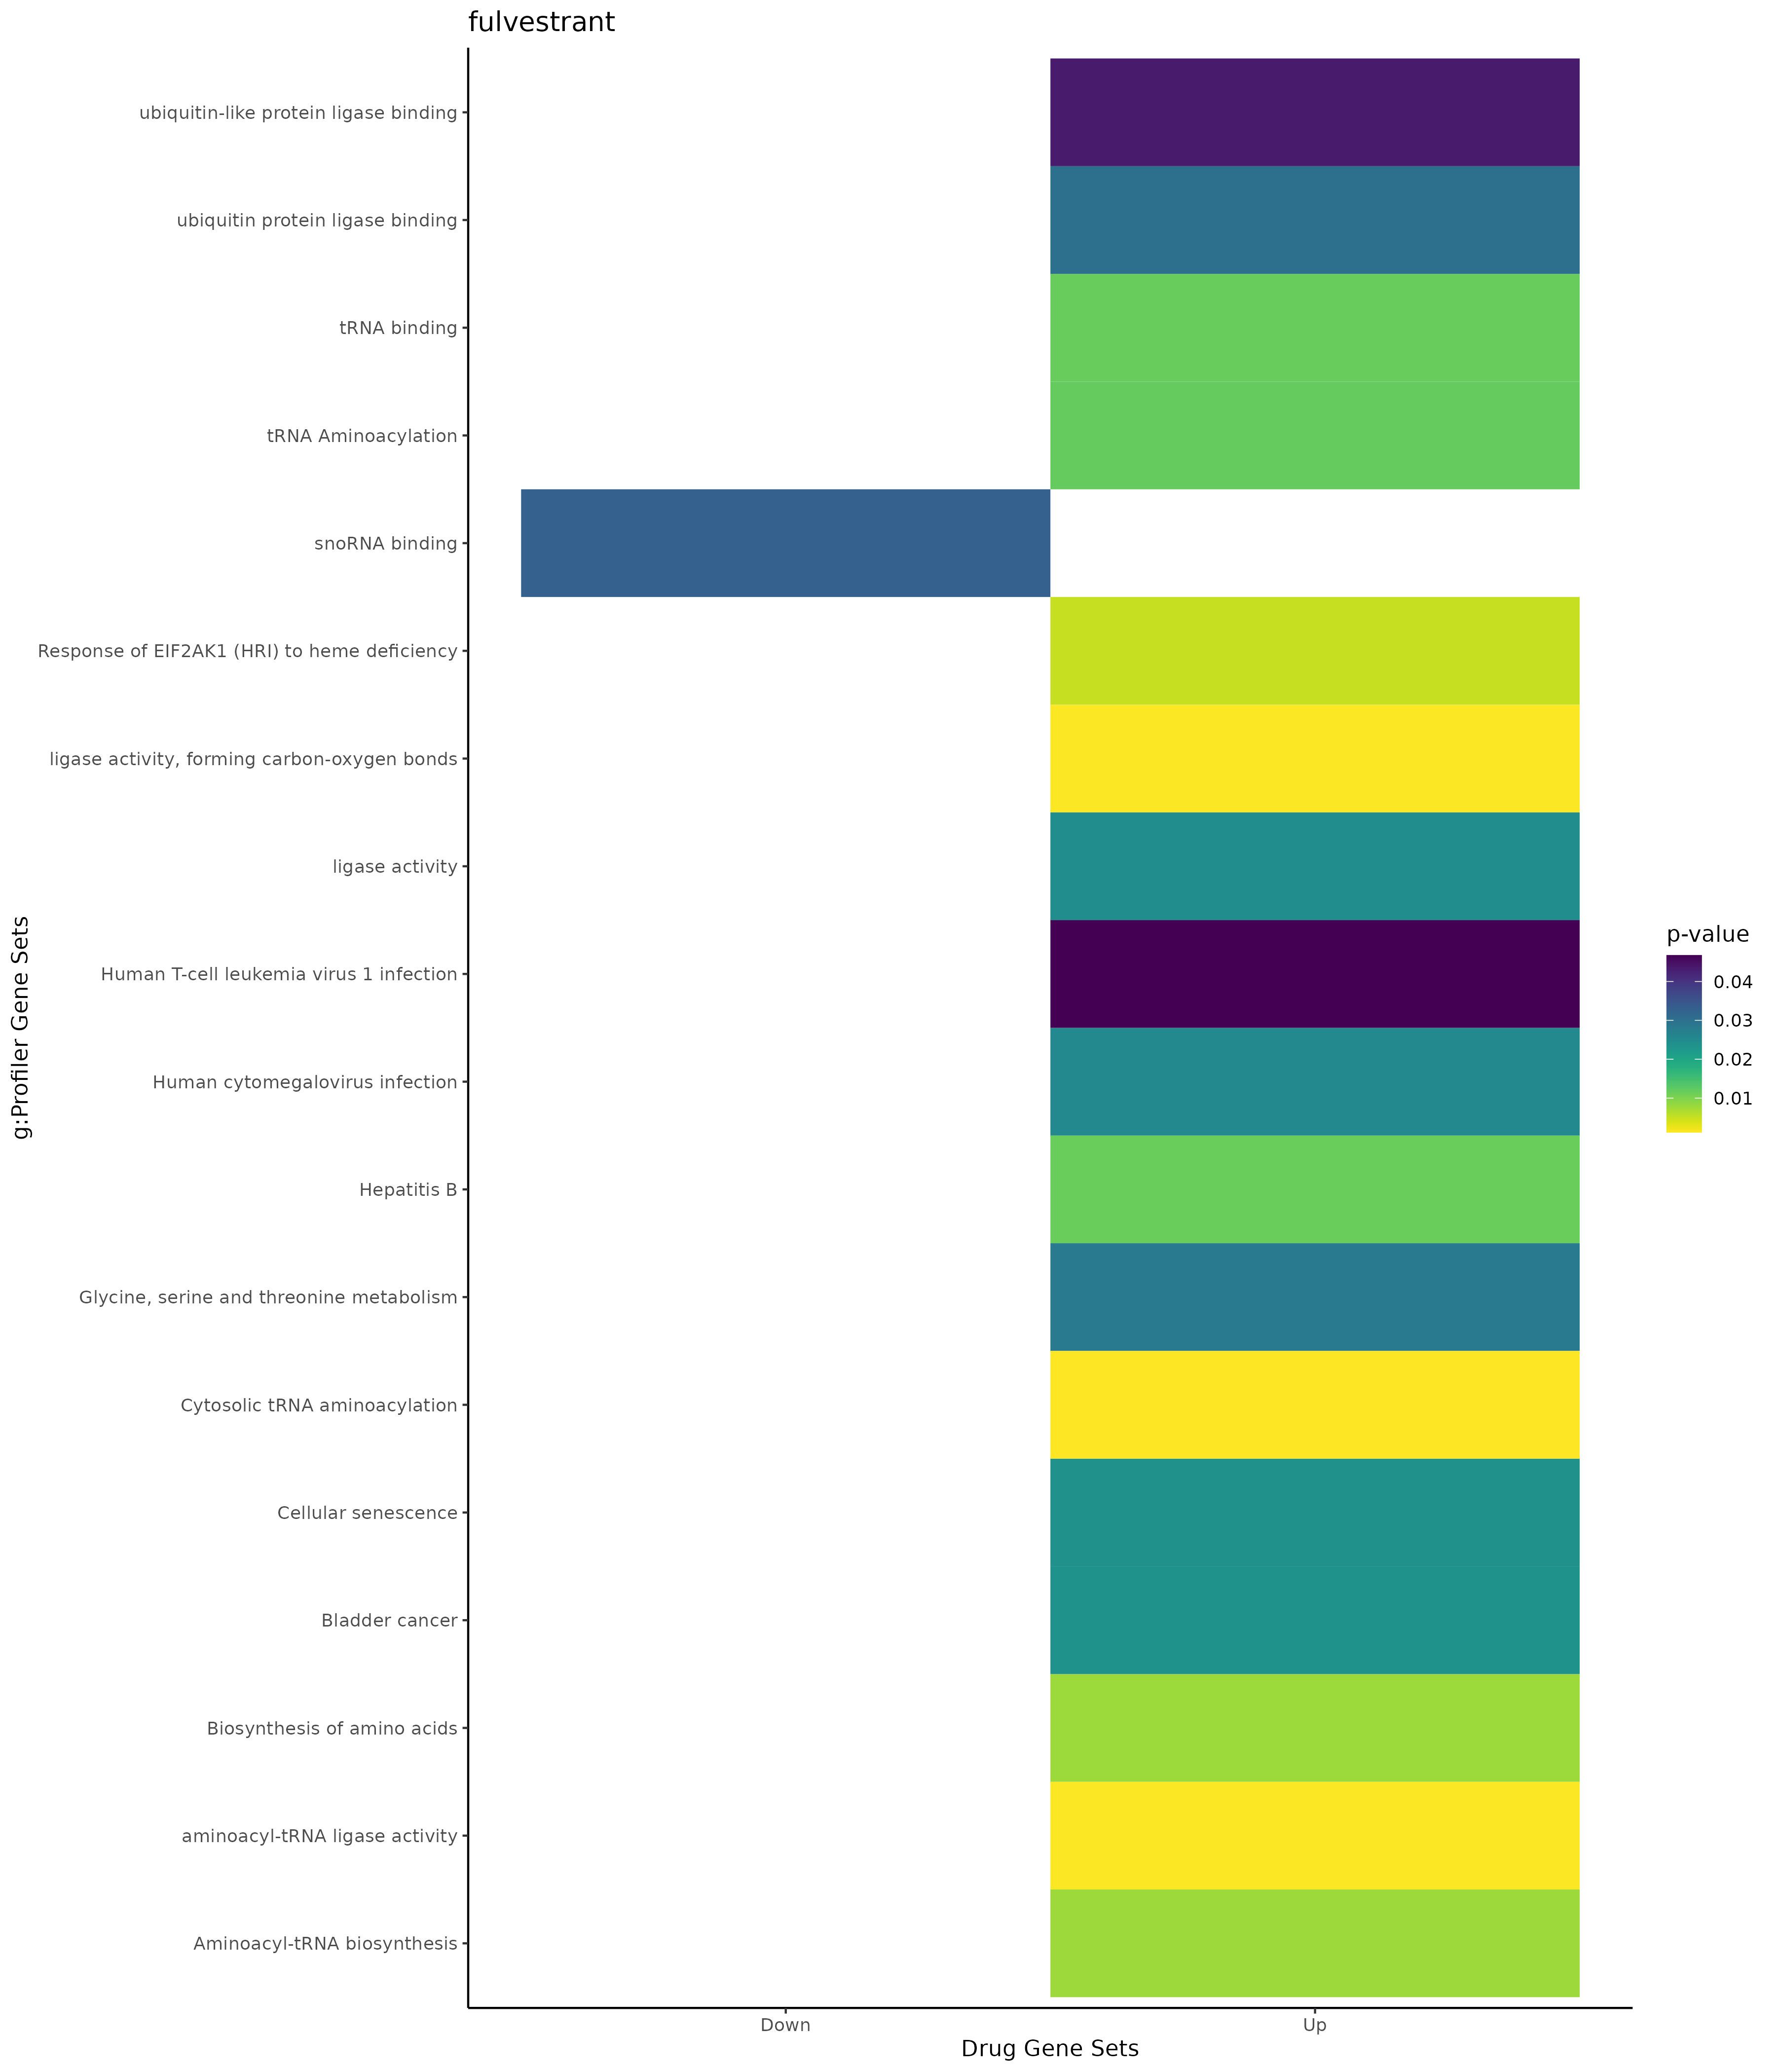 fulvestrant
ubiquitin-like protein ligase binding
ubiquitin protein ligase binding
tRNA binding
tRNA Aminoacylation
snoRNA binding
Response of EIF2AK1 (HRI) to heme deficiency
ligase activity, forming carbon-oxygen bonds
ligase activity
Human T-cell leukemia virus 1 infection
Human cytomegalovirus infection
Hepatitis B
Glycine, serine and threonine metabolism
Cytosolic tRNA aminoacylation
Cellular senescence
Bladder cancer
Biosynthesis of amino acids
aminoacyl-tRNA ligase activity
Aminoacyl-tRNA biosynthesis
g:Profiler Gene Sets
Down
Up
Drug Gene Sets
p-value
0.04
0.03
0.02
0.01